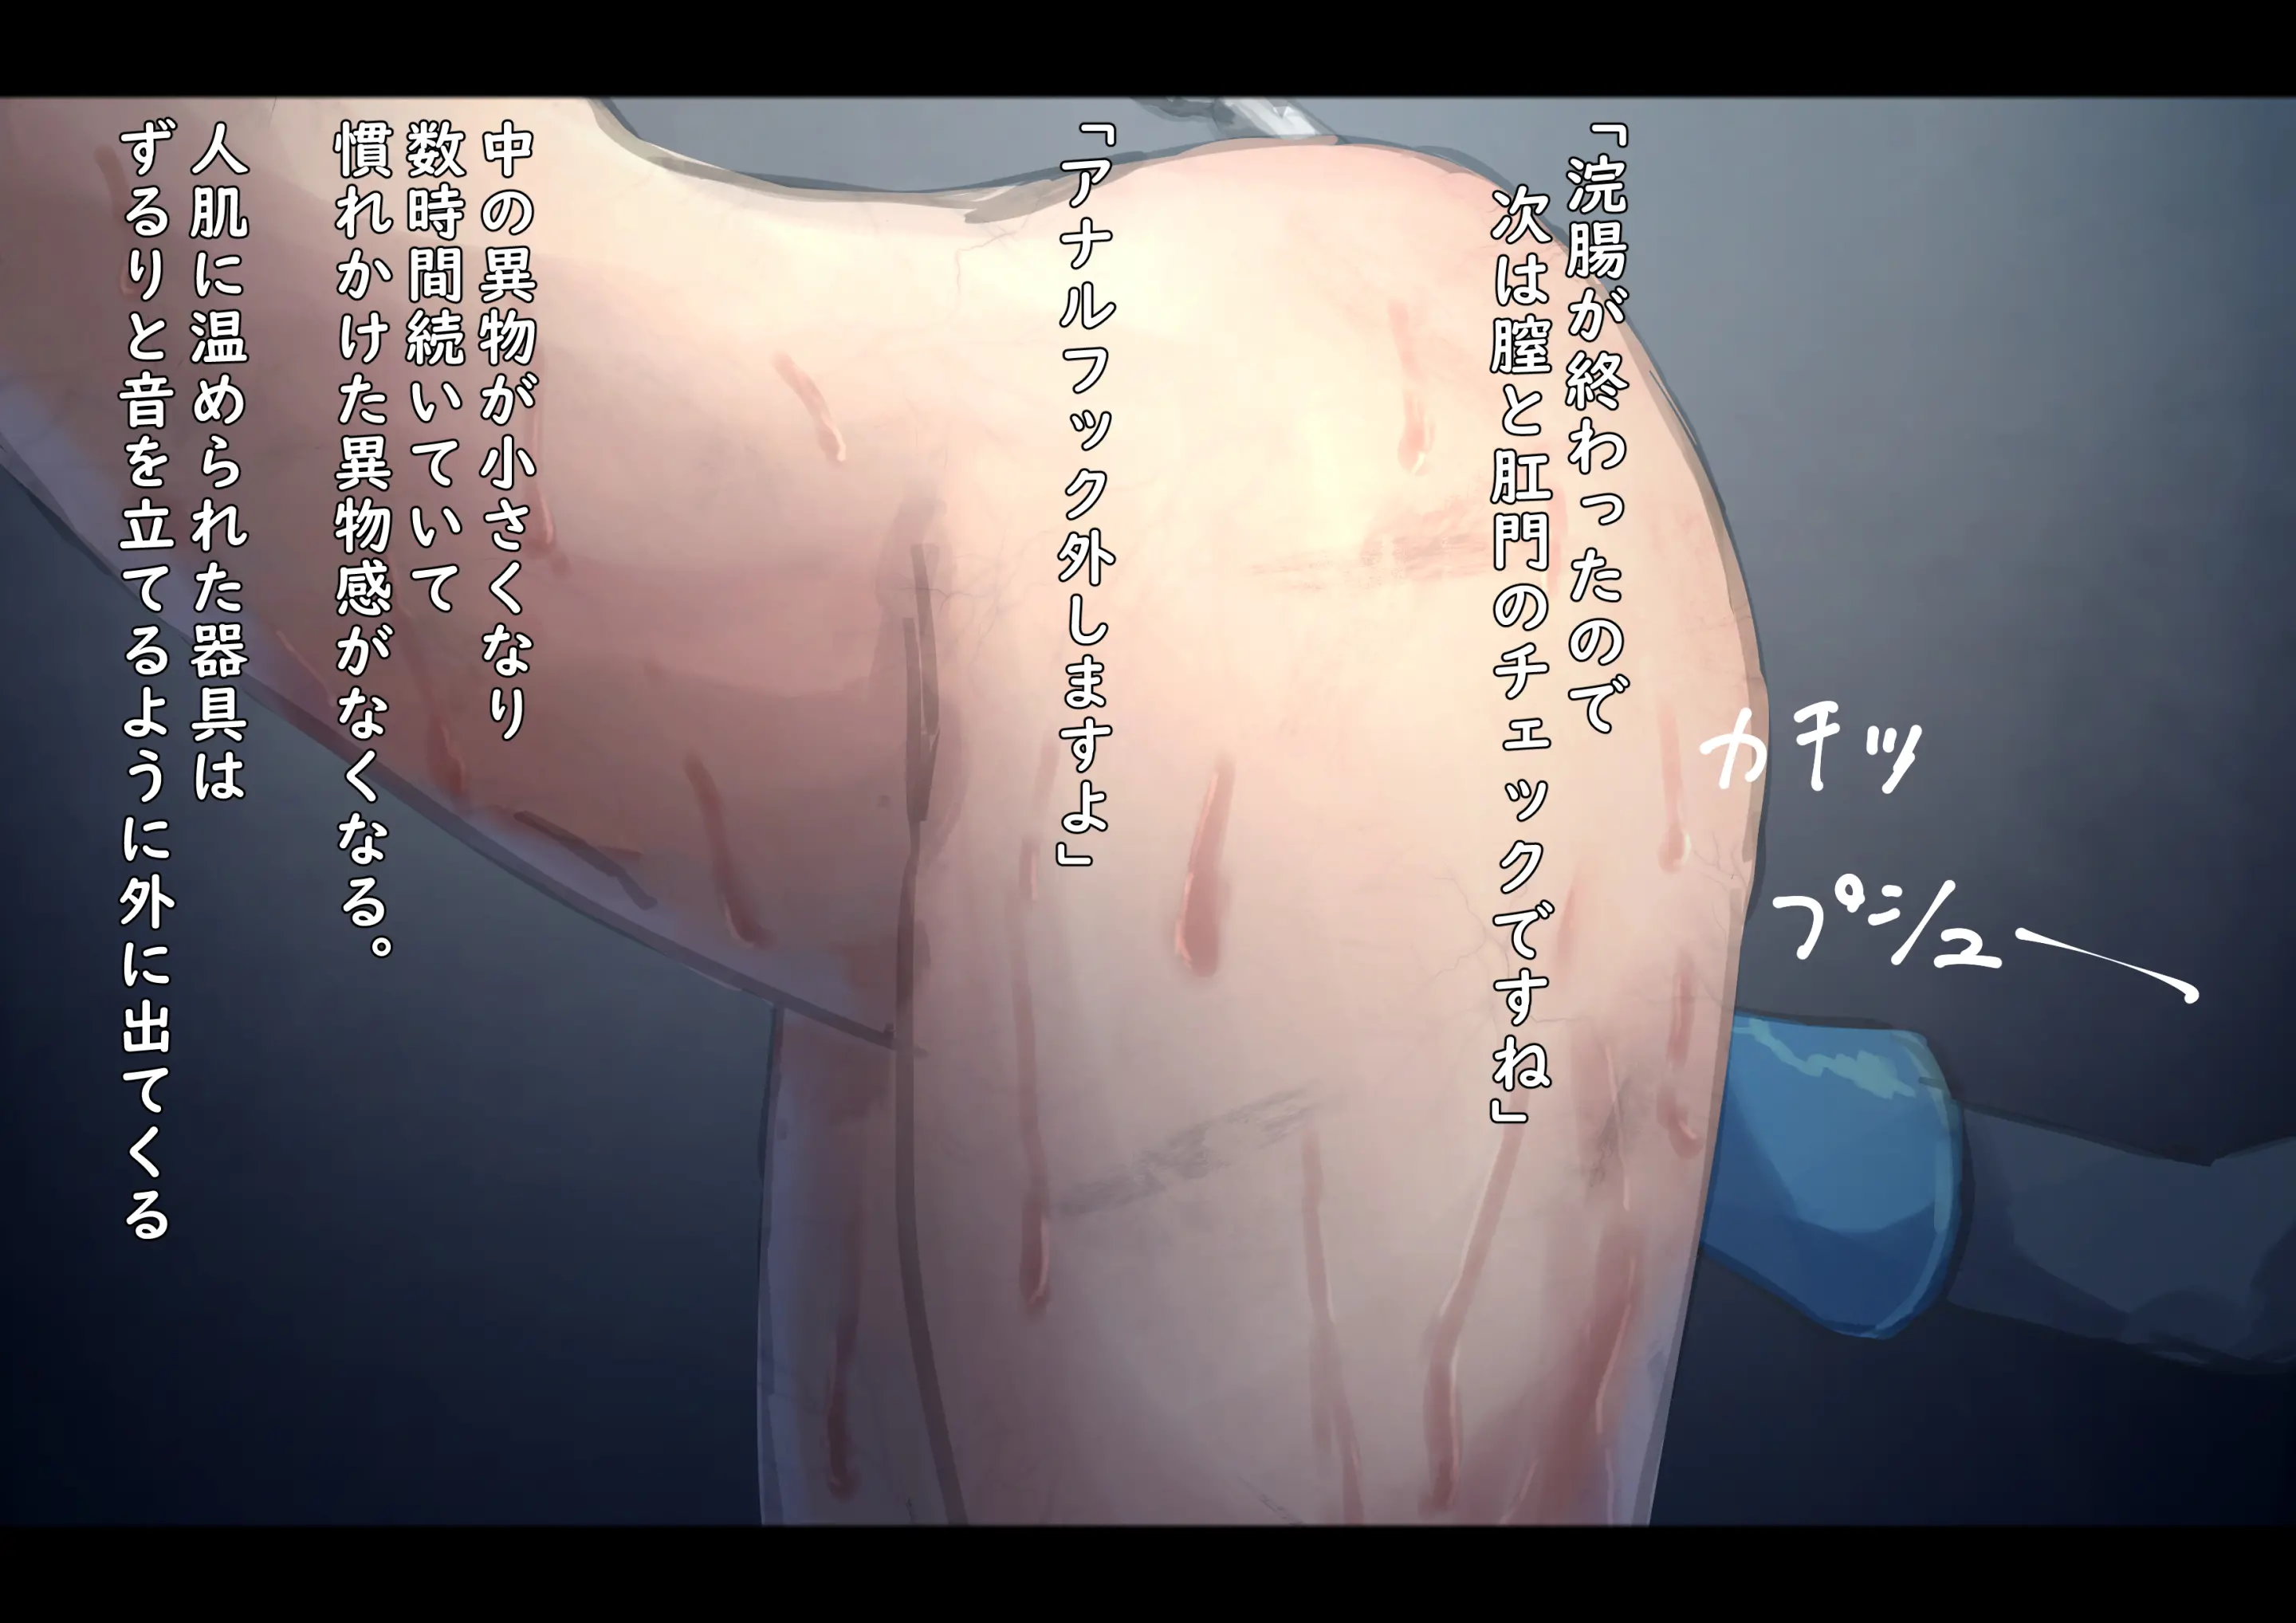 「浣腸が終わったので
次は膣と肛門のチェックですね」
カチッ
プシュー
「アナルフック外しますよ」
中の異物が小さくなり
数時間続いていて
慣れかけた異物感がなくなる。
人肌に温められた器具は
ずるりと音を立てるように外に出てくる